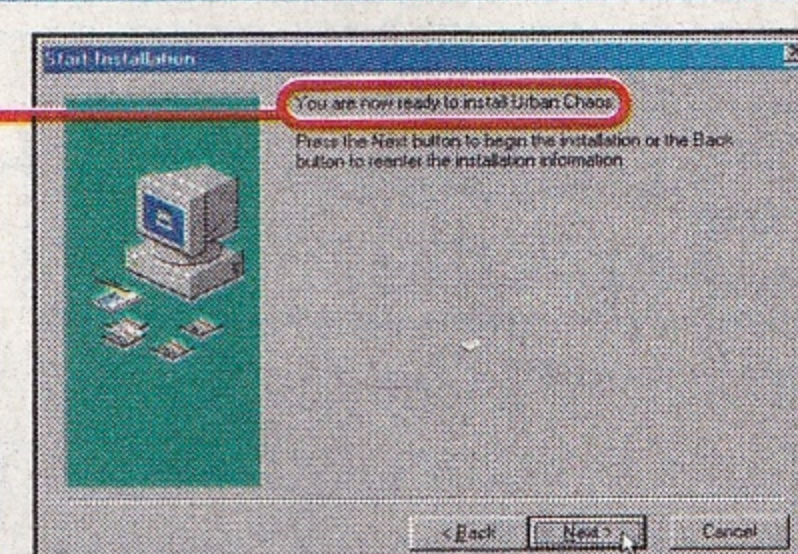 Start Installation
You are now ready to install Urban Chaos.
Press the Next button to begin the installation or the Back
button to reenter the installation information
< Back
Next >
Cancel